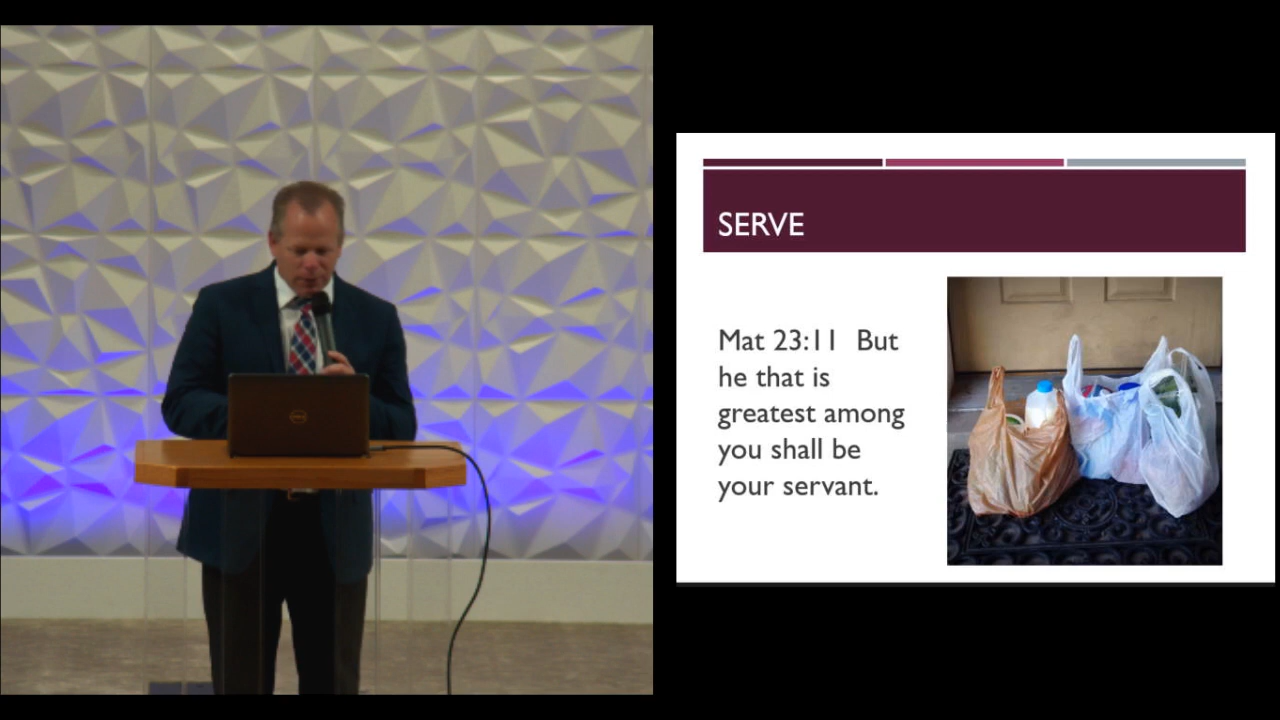 SERVE
Mat 23:11  But
he that is
greatest among
you shall be
your servant.